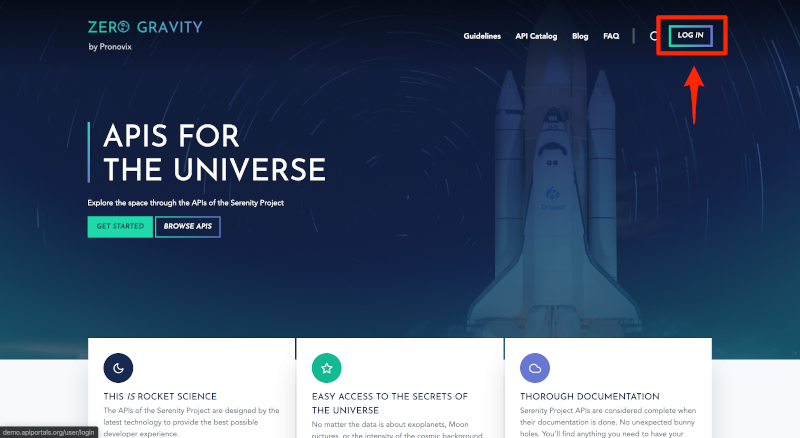 ZERO GRAVITY
by Pronovix
Guidelines
API Catalog
Blog
FAQ
LOG IN
APIS FOR
THE UNIVERSE
Explore the space through the APIs of the Serenity Project
GET STARTED
BROWSE APIS
THIS IS ROCKET SCIENCE
The APIs of the Serenity Project are designed by
the latest technology to provide the best possible
developer experience.
EASY ACCESS TO THE SECRETS OF
THE UNIVERSE
No matter the data is about exoplanets, Moon
pictures, or the intensity of the cosmic background
THOROUGH DOCUMENTATION
Serenity Project APIs are considered complete when
their documentation is done. No unexpected bunny
holes. You'll find anything you need to have your
demo.apiportals.org/user/login